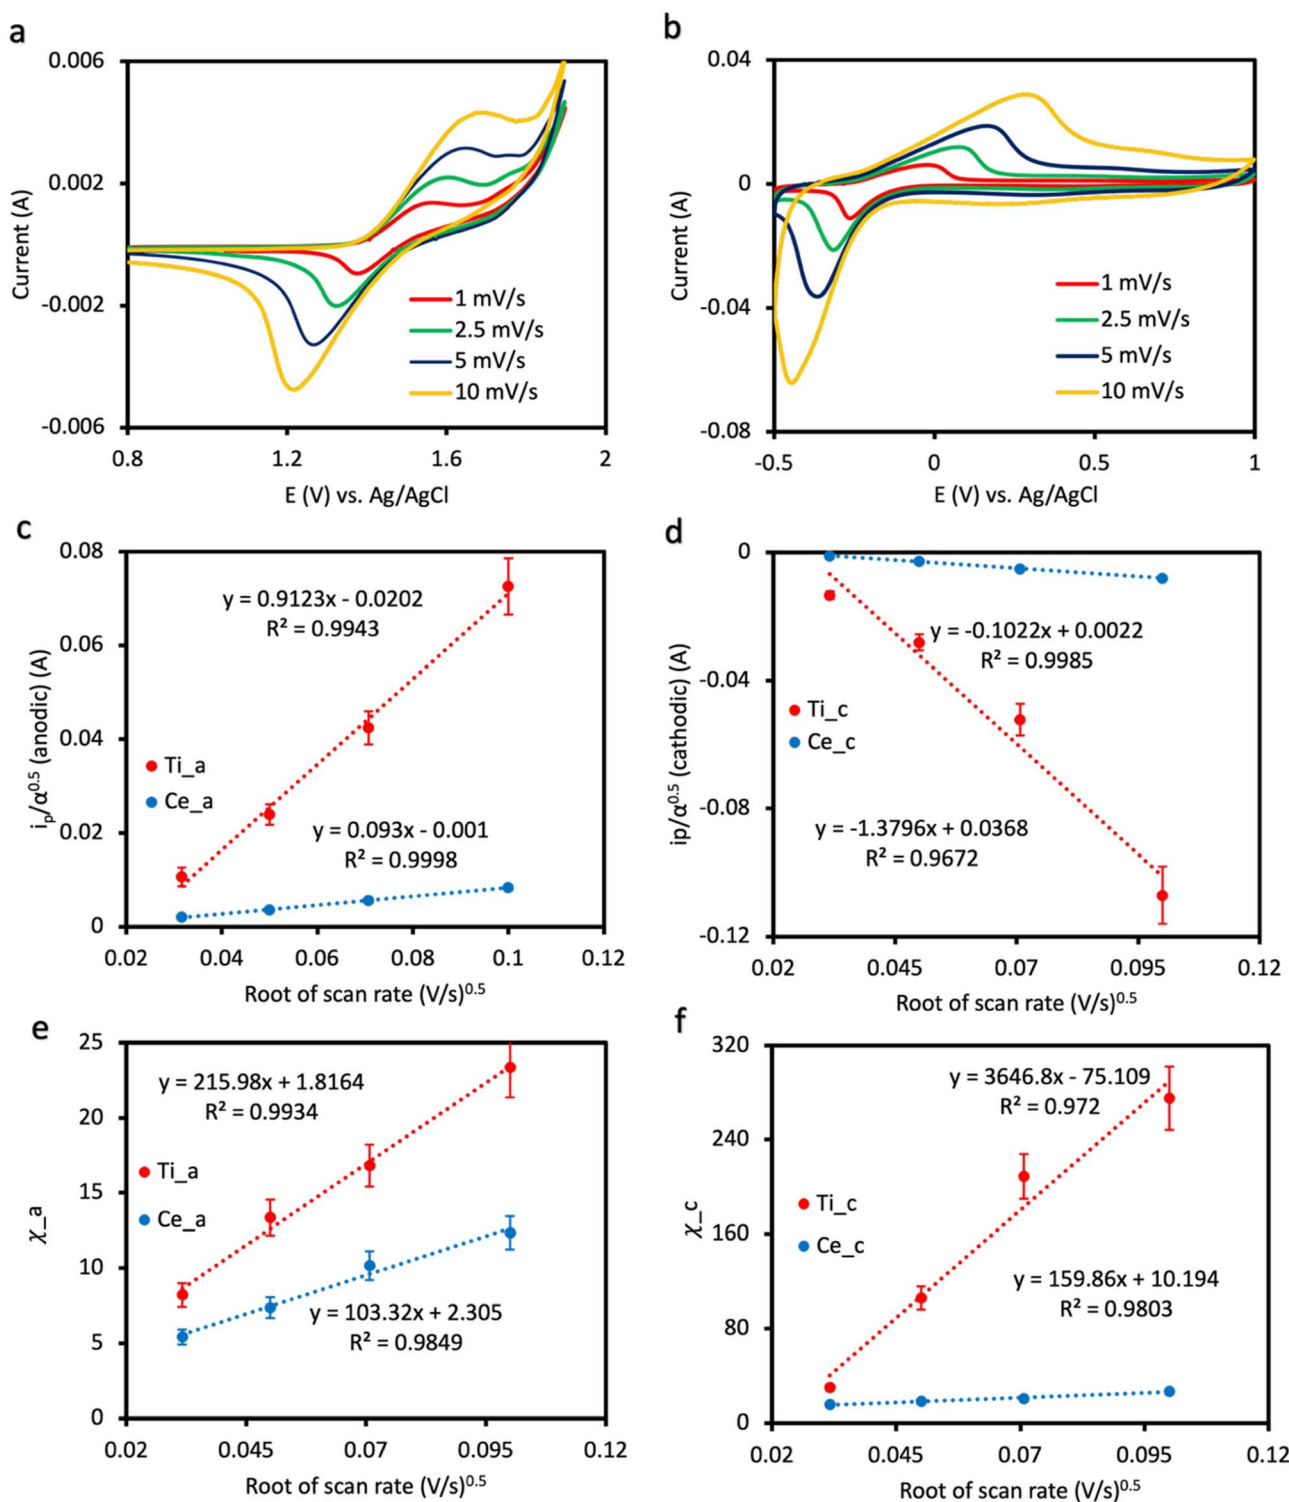 a
0.006
0.002
-0.002
-0.006
Current (A)
1 mV/s
2.5 mV/s
5 mV/s
10 mV/s
0.8
1.2
1.6
2
E (V) vs. Ag/AgCl
b
0.04
0
-0.04
-0.08
Current (A)
1 mV/s
2.5 mV/s
5 mV/s
10 mV/s
-0.5
0
0.5
1
E (V) vs. Ag/AgCl
c
0.08
0.06
0.04
0.02
0
iₚ/α⁰·⁵ (anodic) (A)
y = 0.9123x - 0.0202
R² = 0.9943
Ti_a
Ce_a
y = 0.093x - 0.001
R² = 0.9998
0.02
0.04
0.06
0.08
0.1
0.12
Root of scan rate (V/s)⁰·⁵
d
0
-0.04
-0.08
-0.12
ip/α⁰·⁵ (cathodic) (A)
y = -0.1022x + 0.0022
R² = 0.9985
Ti_c
Ce_c
y = -1.3796x + 0.0368
R² = 0.9672
0.02
0.045
0.07
0.095
0.12
Root of scan rate (V/s)⁰·⁵
e
25
20
15
10
5
0
χ_a
y = 215.98x + 1.8164
R² = 0.9934
Ti_a
Ce_a
y = 103.32x + 2.305
R² = 0.9849
0.02
0.045
0.07
0.095
0.12
Root of scan rate (V/s)⁰·⁵
f
320
240
160
80
0
χ_c
y = 3646.8x - 75.109
R² = 0.972
Ti_c
Ce_c
y = 159.86x + 10.194
R² = 0.9803
0.02
0.045
0.07
0.095
0.12
Root of scan rate (V/s)⁰·⁵